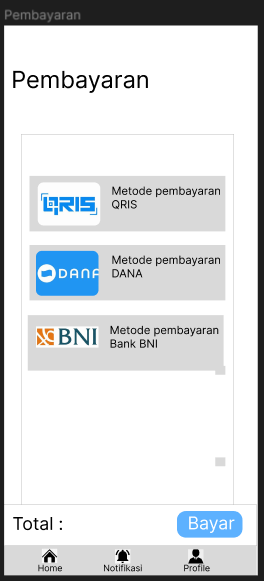 Pembayaran
Pembayaran
QRIS
Metode pembayaran
QRIS
DANA
Metode pembayaran
DANA
BNI
Metode pembayaran
Bank BNI
Total :
Bayar
Home
Notifikasi
Profile